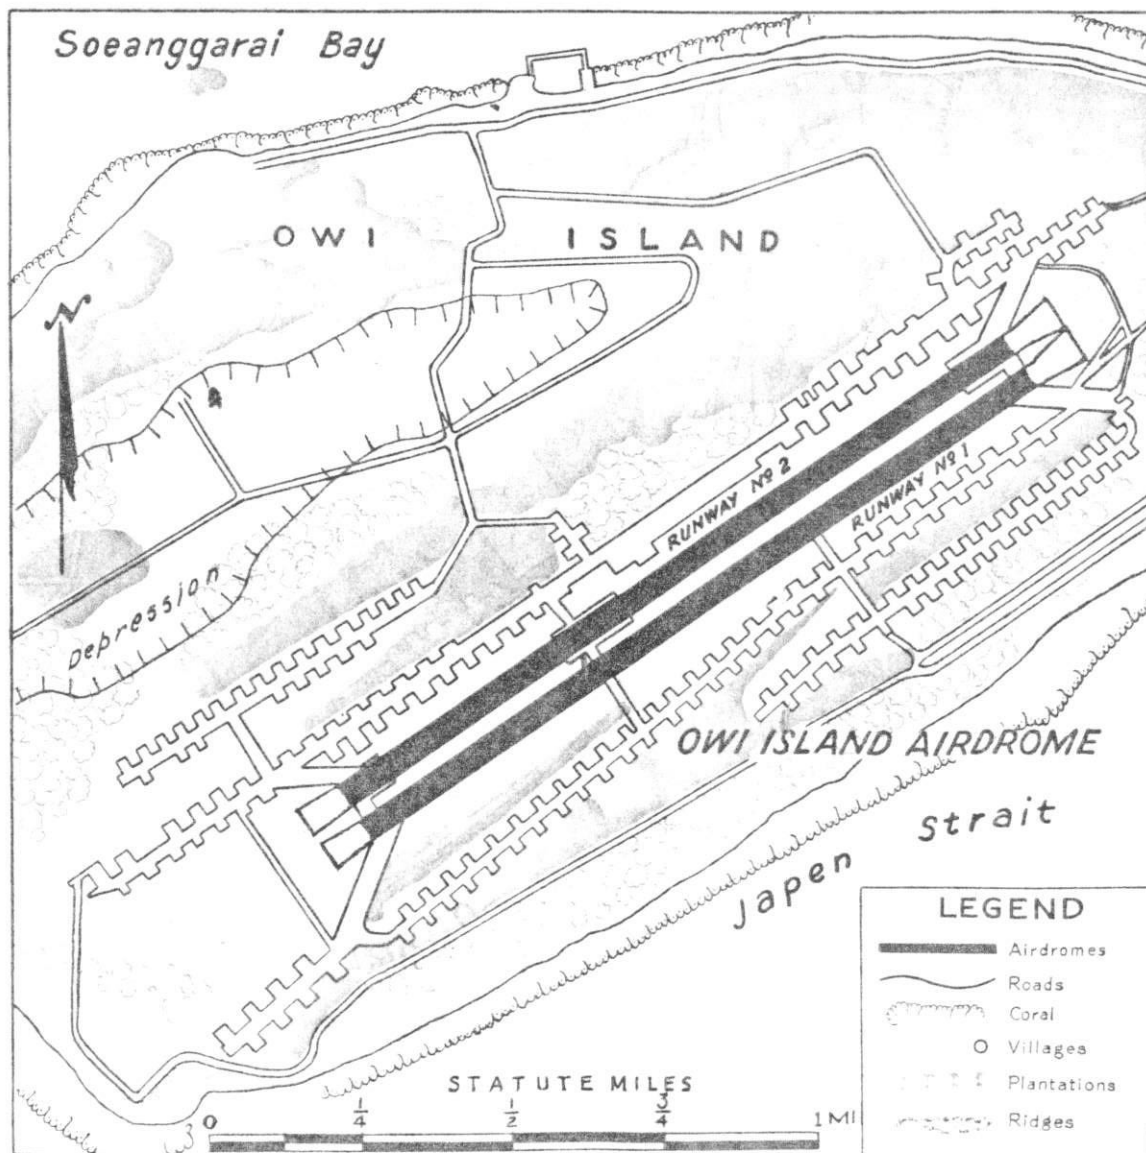 Soeanggarai Bay
OWI ISLAND
N
RUNWAY Nº 2
RUNWAY Nº 1
Depression
OWI ISLAND AIRDROME
Japen Strait
LEGEND
Airdromes
Roads
Coral
Villages
Plantations
Ridges
STATUTE MILES
0 1/4 1/2 3/4 1 MI